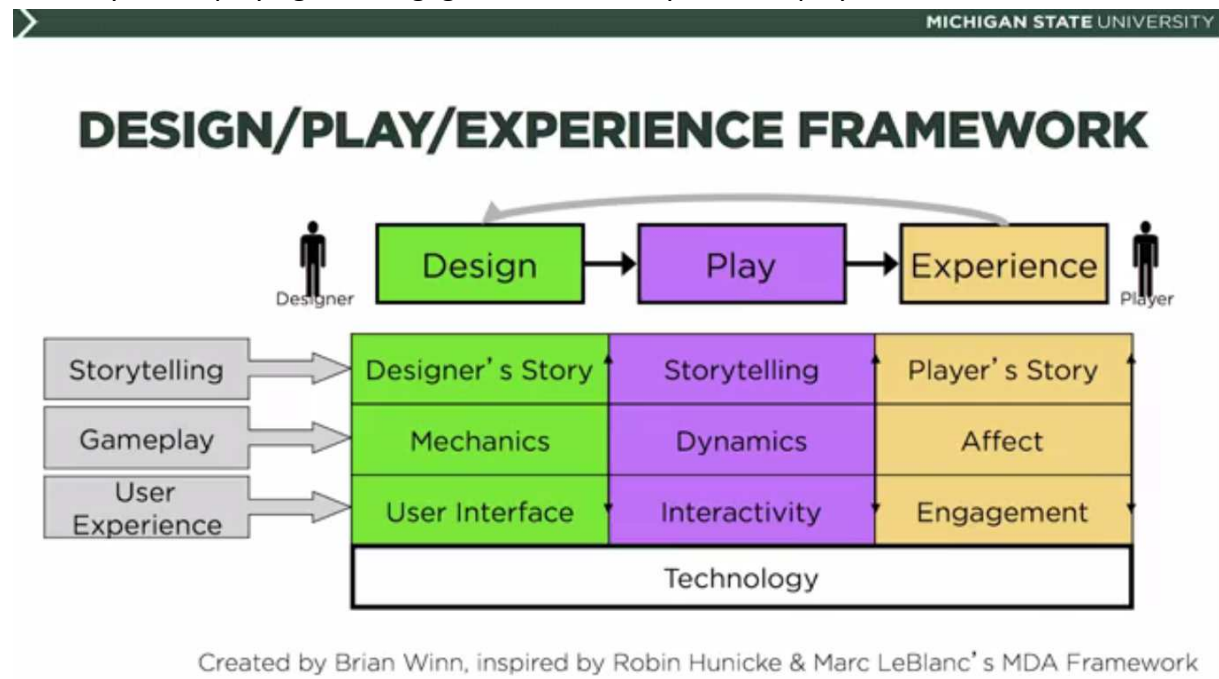 MICHIGAN STATE UNIVERSITY
DESIGN/PLAY/EXPERIENCE FRAMEWORK
Design
Play
Experience
Designer
Player
Storytelling
Designer's Story
Storytelling
Player's Story
Gameplay
Mechanics
Dynamics
Affect
User
Experience
User Interface
Interactivity
Engagement
Technology
Created by Brian Winn, inspired by Robin Hunicke & Marc LeBlanc's MDA Framework